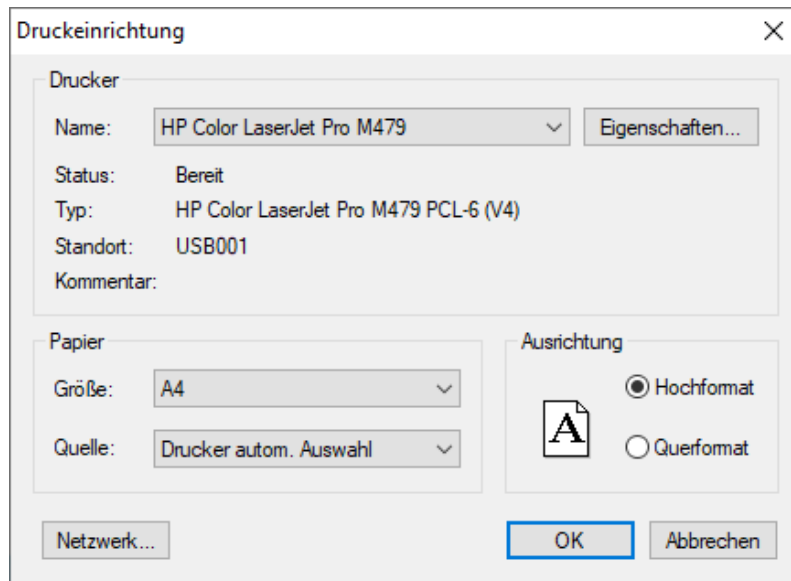 Druckeinrichtung
Drucker
Name: HP Color LaserJet Pro M479 Eigenschaften...
Status: Bereit
Typ: HP Color LaserJet Pro M479 PCL-6 (V4)
Standort: USB001
Kommentar:
Papier
Größe: A4
Quelle: Drucker autom. Auswahl
Ausrichtung
A
Hochformat
Querformat
Netzwerk... OK Abbrechen